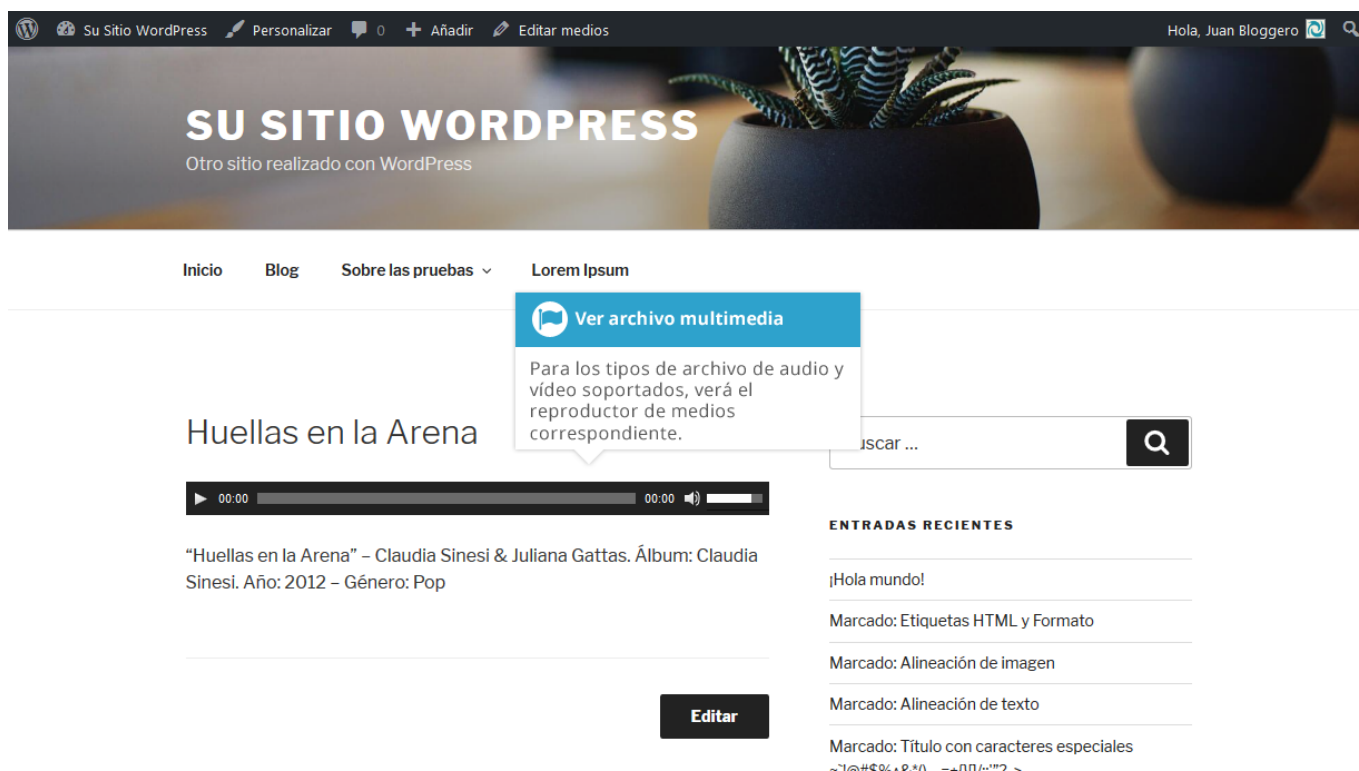 Su Sitio WordPress Personalizar 0 Añadir Editar medios Hola, Juan Bloggero
SU SITIO WORDPRESS
Otro sitio realizado con WordPress
Inicio Blog Sobre las pruebas Lorem Ipsum
Ver archivo multimedia
Para los tipos de archivo de audio y
vídeo soportados, verá el
reproductor de medios
correspondiente.
Huellas en la Arena
00:00 00:00
“Huellas en la Arena” – Claudia Sinesi & Juliana Gattas. Álbum: Claudia
Sinesi. Año: 2012 – Género: Pop
Editar
...
ENTRADAS RECIENTES
¡Hola mundo!
Marcado: Etiquetas HTML y Formato
Marcado: Alineación de imagen
Marcado: Alineación de texto
Marcado: Título con caracteres especiales